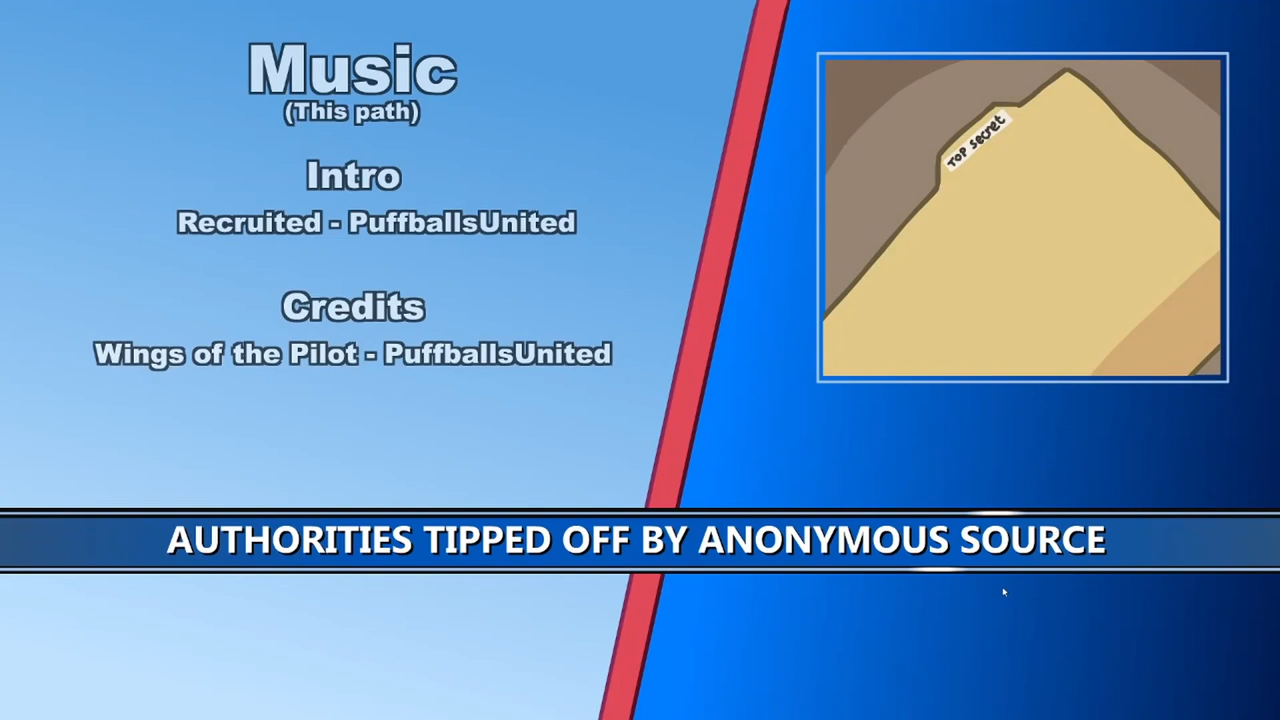 Music
(This path)
Intro
Recruited - PuffballsUnited
Credits
Wings of the Pilot - PuffballsUnited
TOP SECRET
AUTHORITIES TIPPED OFF BY ANONYMOUS SOURCE